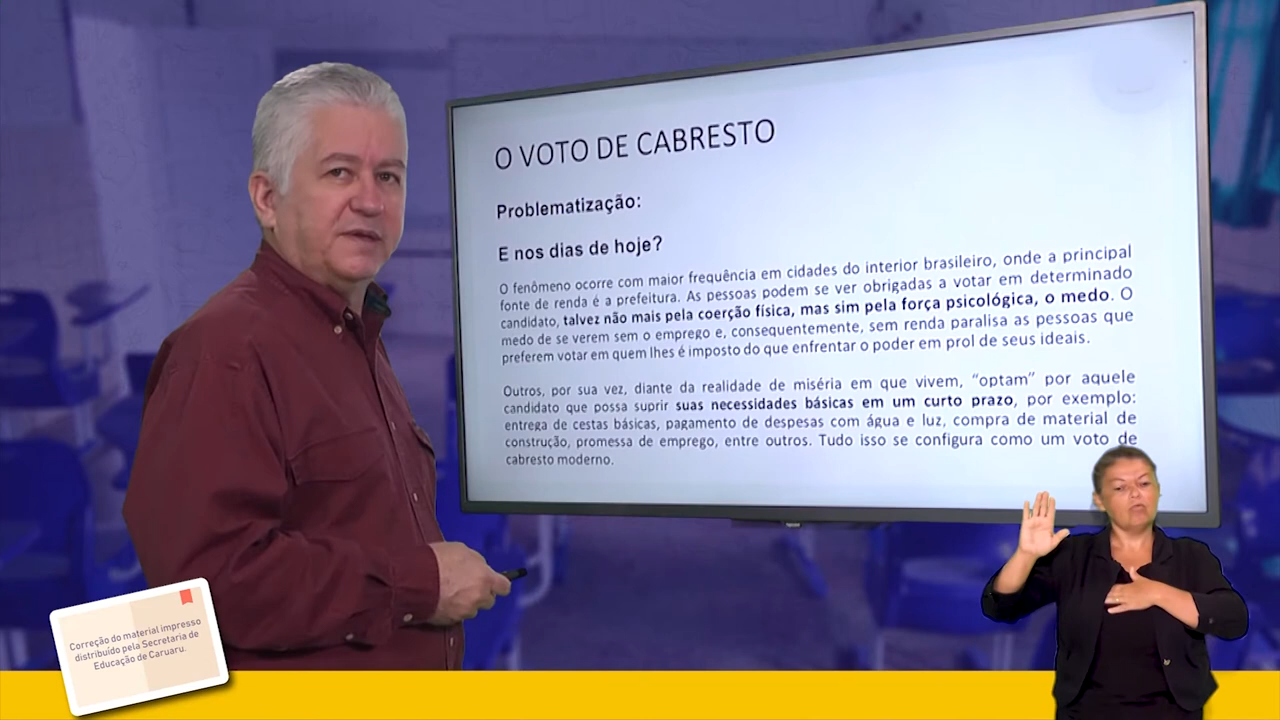 O VOTO DE CABRESTO
Problematização:
E nos dias de hoje?
O fenômeno ocorre com maior frequência em cidades do interior brasileiro, onde a principal
fonte de renda é a prefeitura. As pessoas podem se ver obrigadas a votar em determinado
candidato, talvez não mais pela coerção física, mas sim pela força psicológica, o medo. O
medo de se verem sem o emprego e, consequentemente, sem renda paralisa as pessoas que
preferem votar em quem lhes é imposto do que enfrentar o poder em prol de seus ideais.
Outros, por sua vez, diante da realidade de miséria em que vivem, “optam” por aquele
candidato que possa suprir suas necessidades básicas em um curto prazo, por exemplo:
entrega de cestas básicas, pagamento de despesas com água e luz, compra de material de
construção, promessa de emprego, entre outros. Tudo isso se configura como um voto de
cabresto moderno.
Correção do material impresso
distribuído pela Secretaria de
Educação de Caruaru.